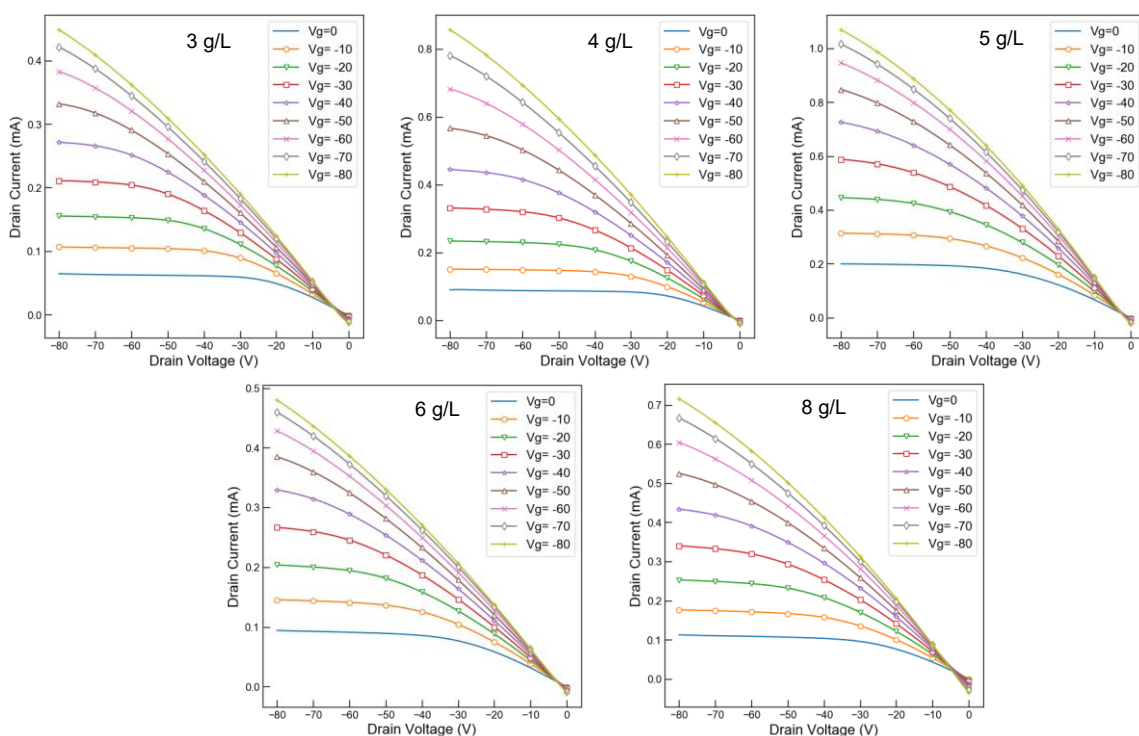 3 g/L
Vg=0
Vg= -10
Vg= -20
Vg= -30
Vg= -40
Vg= -50
Vg= -60
Vg= -70
Vg= -80
Drain Current (mA)
0.4
0.3
0.2
0.1
0.0
−80 −70 −60 −50 −40 −30 −20 −10 0
Drain Voltage (V)
4 g/L
Vg=0
Vg= -10
Vg= -20
Vg= -30
Vg= -40
Vg= -50
Vg= -60
Vg= -70
Vg= -80
Drain Current (mA)
0.8
0.6
0.4
0.2
0.0
−80 −70 −60 −50 −40 −30 −20 −10 0
Drain Voltage (V)
5 g/L
Vg=0
Vg= -10
Vg= -20
Vg= -30
Vg= -40
Vg= -50
Vg= -60
Vg= -70
Vg= -80
Drain Current (mA)
1.0
0.8
0.6
0.4
0.2
0.0
−80 −70 −60 −50 −40 −30 −20 −10 0
Drain Voltage (V)
6 g/L
Vg=0
Vg= -10
Vg= -20
Vg= -30
Vg= -40
Vg= -50
Vg= -60
Vg= -70
Vg= -80
Drain Current (mA)
0.5
0.4
0.3
0.2
0.1
0.0
−80 −70 −60 −50 −40 −30 −20 −10 0
Drain Voltage (V)
8 g/L
Vg=0
Vg= -10
Vg= -20
Vg= -30
Vg= -40
Vg= -50
Vg= -60
Vg= -70
Vg= -80
Drain Current (mA)
0.7
0.6
0.5
0.4
0.3
0.2
0.1
0.0
−80 −70 −60 −50 −40 −30 −20 −10 0
Drain Voltage (V)